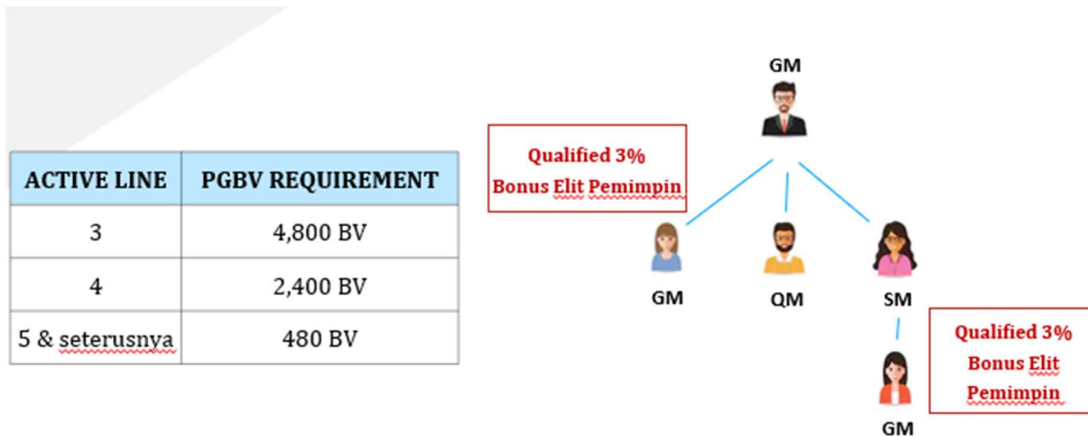 ACTIVE LINE PGBV REQUIREMENT
3 4,800 BV
4 2,400 BV
5 & seterusnya 480 BV
GM
Qualified 3%
Bonus Elit Pemimpin
GM QM SM
Qualified 3%
Bonus Elit
Pemimpin
GM